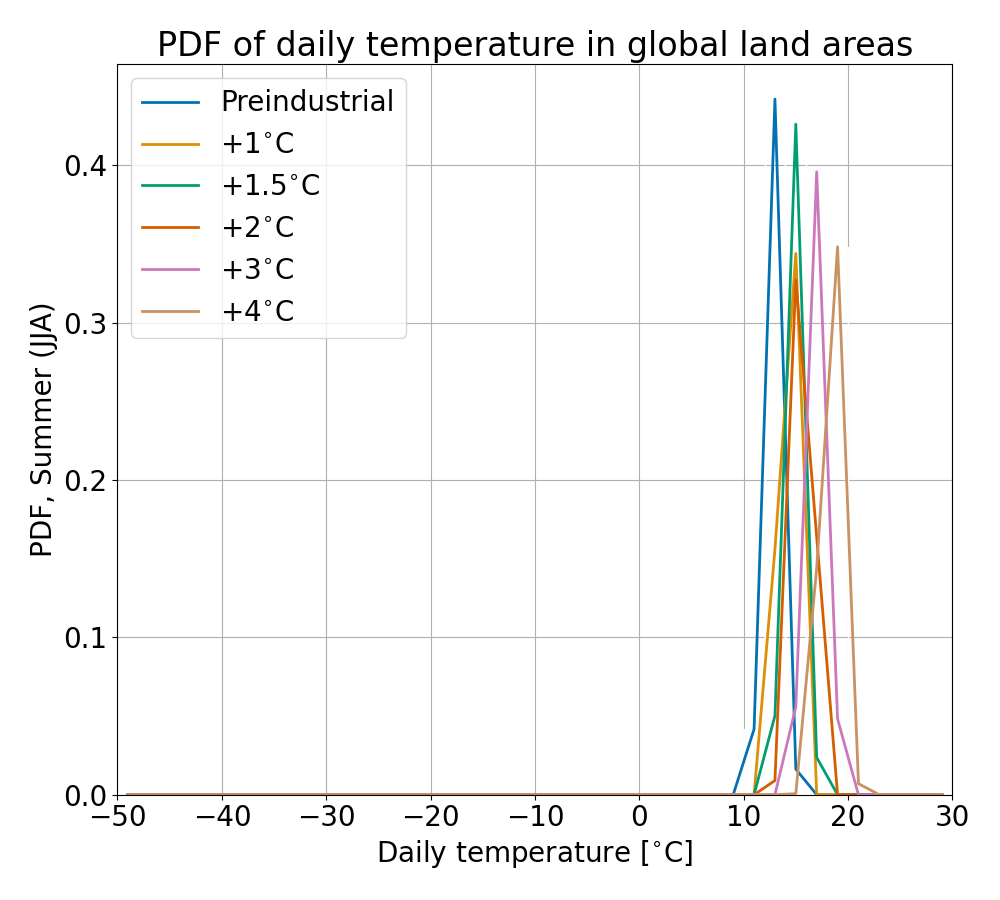 PDF of daily temperature in global land areas
Preindustrial
+1°C
+1.5°C
+2°C
+3°C
+4°C
PDF, Summer (JJA)
0.4
0.3
0.2
0.1
0.0
−50 −40 −30 −20 −10 0 10 20 30
Daily temperature [°C]